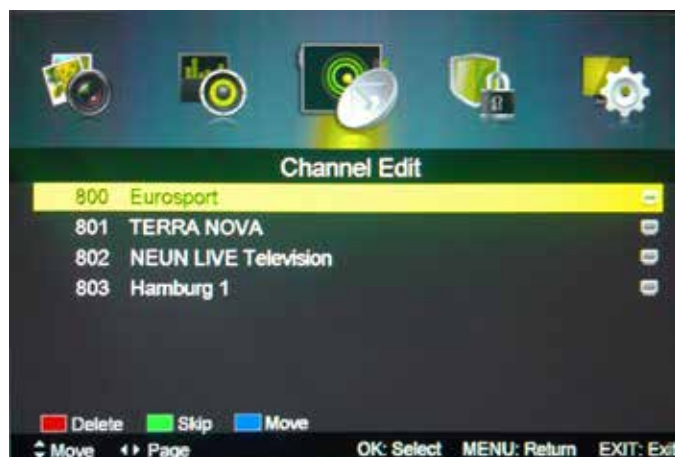 Channel Edit
800 Eurosport
801 TERRA NOVA
802 NEUN LIVE Television
803 Hamburg 1
Delete Skip Move
Move Page OK: Select MENU: Return EXIT: Exit